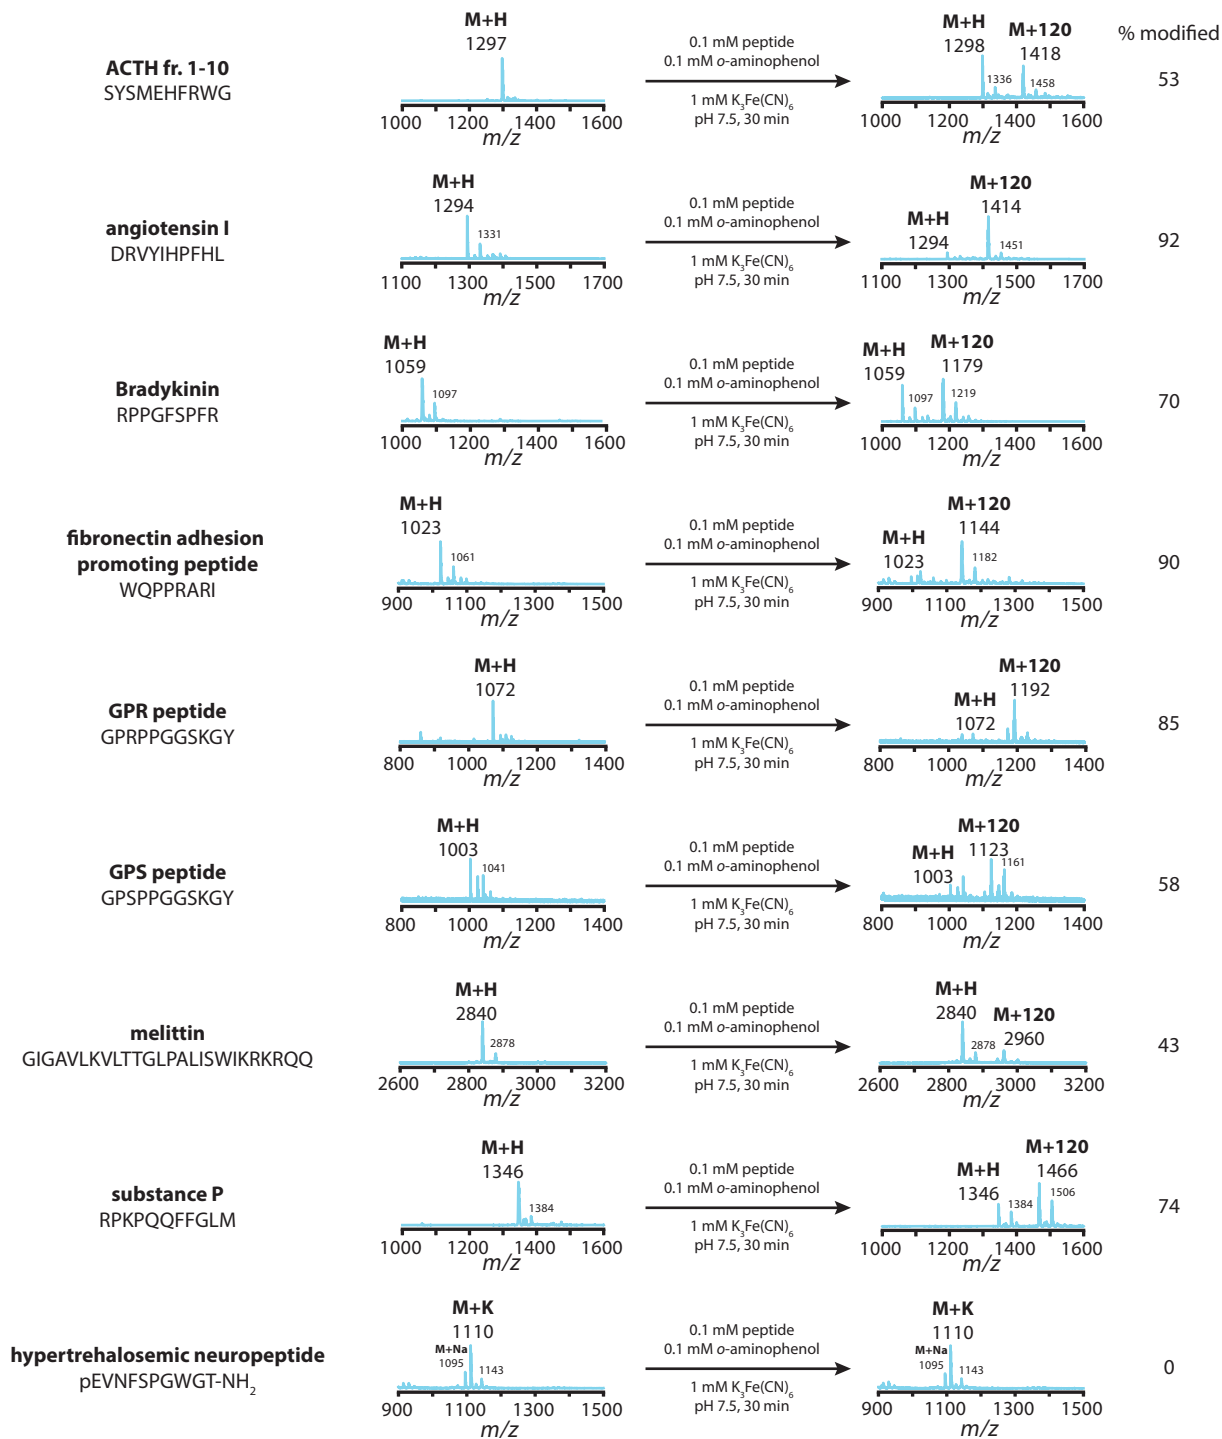 % modified
ACTH fr. 1-10
SYSMEHFRWG
M+H
1297
1000 1200 1400 1600
m/z
0.1 mM peptide
0.1 mM o-aminophenol
1 mM K3Fe(CN)6
pH 7.5, 30 min
M+H
1298
M+120
1418
1336
1458
1000 1200 1400 1600
m/z
53
angiotensin I
DRVYIHPFHL
M+H
1294
1331
1100 1300 1500 1700
m/z
0.1 mM peptide
0.1 mM o-aminophenol
1 mM K3Fe(CN)6
pH 7.5, 30 min
M+H
1294
M+120
1414
1451
1100 1300 1500 1700
m/z
92
Bradykinin
RPPGFSPFR
M+H
1059
1097
1000 1200 1400 1600
m/z
0.1 mM peptide
0.1 mM o-aminophenol
1 mM K3Fe(CN)6
pH 7.5, 30 min
M+H
1059
1097
M+120
1179
1219
1000 1200 1400 1600
m/z
70
fibronectin adhesion
promoting peptide
WQPPRARI
M+H
1023
1061
900 1100 1300 1500
m/z
0.1 mM peptide
0.1 mM o-aminophenol
1 mM K3Fe(CN)6
pH 7.5, 30 min
M+H
1023
M+120
1144
1182
900 1100 1300 1500
m/z
90
GPR peptide
GPRPPGGSKGY
M+H
1072
800 1000 1200 1400
m/z
0.1 mM peptide
0.1 mM o-aminophenol
1 mM K3Fe(CN)6
pH 7.5, 30 min
M+H
1072
M+120
1192
800 1000 1200 1400
m/z
85
GPS peptide
GPSPPGGSKGY
M+H
1003
1041
800 1000 1200 1400
m/z
0.1 mM peptide
0.1 mM o-aminophenol
1 mM K3Fe(CN)6
pH 7.5, 30 min
M+H
1003
M+120
1123
1161
800 1000 1200 1400
m/z
58
melittin
GIGAVLKVLTTGLPALISWIKRKRQQ
M+H
2840
2878
2600 2800 3000 3200
m/z
0.1 mM peptide
0.1 mM o-aminophenol
1 mM K3Fe(CN)6
pH 7.5, 30 min
M+H
2840
2878
M+120
2960
2600 2800 3000 3200
m/z
43
substance P
RPKPQQFFGLM
M+H
1346
1384
1000 1200 1400 1600
m/z
0.1 mM peptide
0.1 mM o-aminophenol
1 mM K3Fe(CN)6
pH 7.5, 30 min
M+H
1346
1384
M+120
1466
1506
1000 1200 1400 1600
m/z
74
hypertrehalosemic neuropeptide
pEVNFSPGWGT-NH2
M+K
1110
M+Na
1095
1143
900 1100 1300 1500
m/z
0.1 mM peptide
0.1 mM o-aminophenol
1 mM K3Fe(CN)6
pH 7.5, 30 min
M+K
1110
M+Na
1095
1143
900 1100 1300 1500
m/z
0